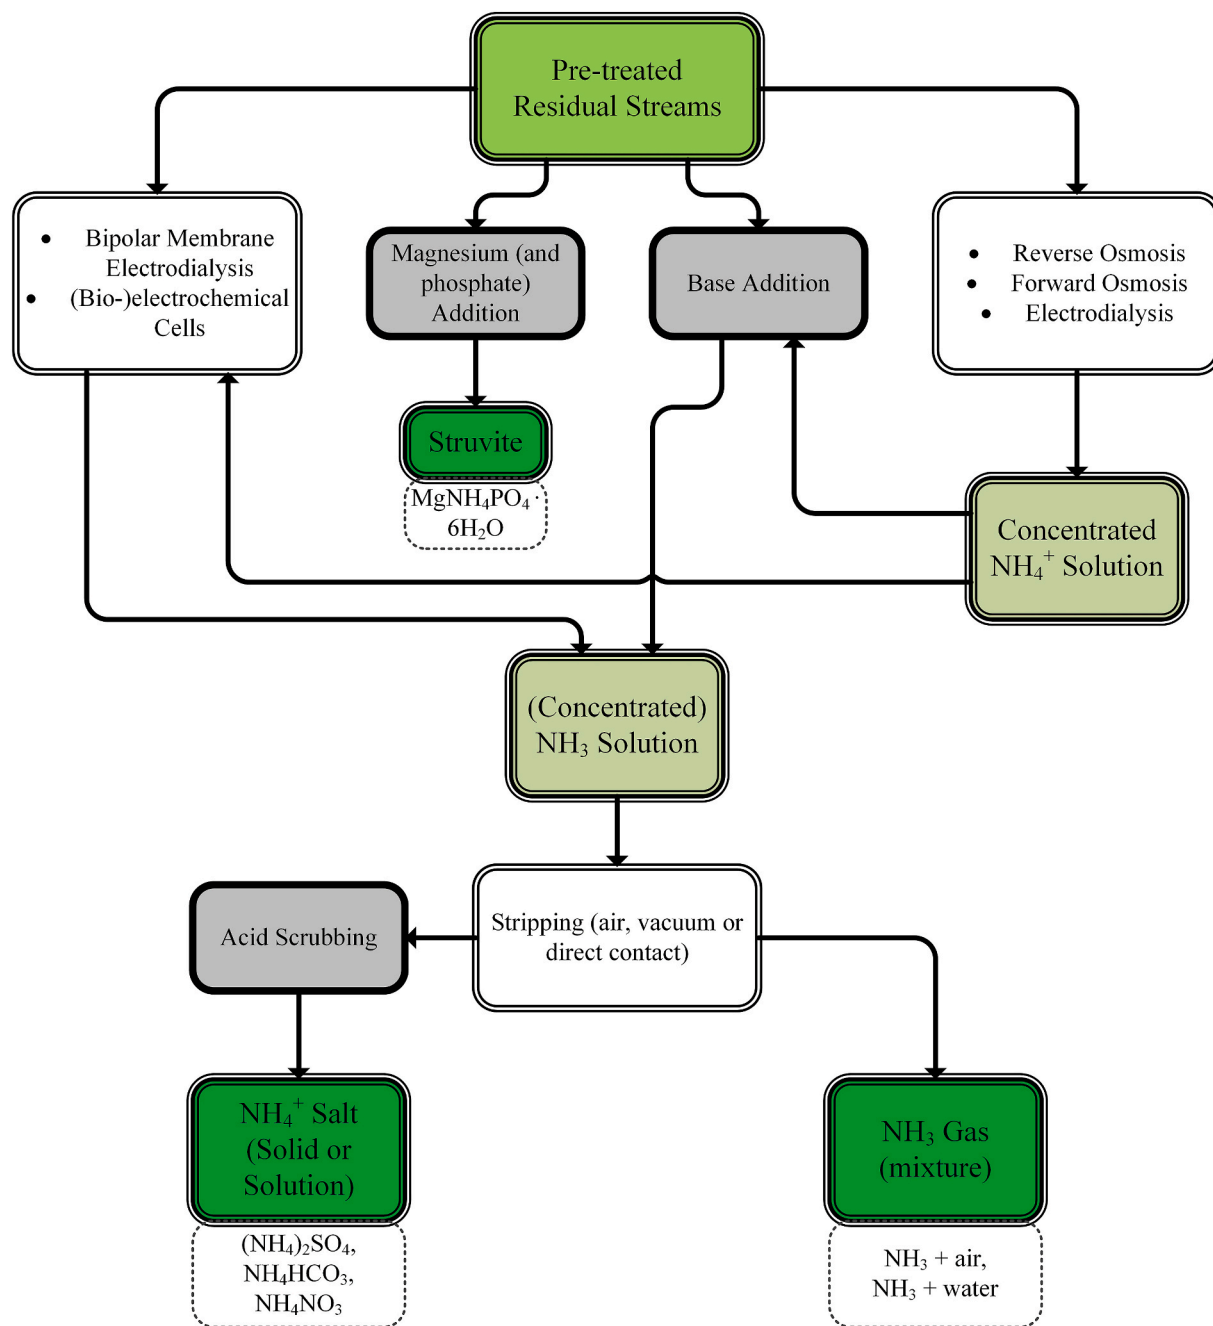 Pre-treated
Residual Streams
• Bipolar Membrane
Electrodialysis
• (Bio-)electrochemical
Cells
Magnesium (and
phosphate)
Addition
Base Addition
• Reverse Osmosis
• Forward Osmosis
• Electrodialysis
Struvite
MgNH₄PO₄ ·
6H₂O
Concentrated
NH₄⁺ Solution
(Concentrated)
NH₃ Solution
Acid Scrubbing
Stripping (air, vacuum or
direct contact)
NH₄⁺ Salt
(Solid or
Solution)
NH₃ Gas
(mixture)
(NH₄)₂SO₄,
NH₄HCO₃,
NH₄NO₃
NH₃ + air,
NH₃ + water